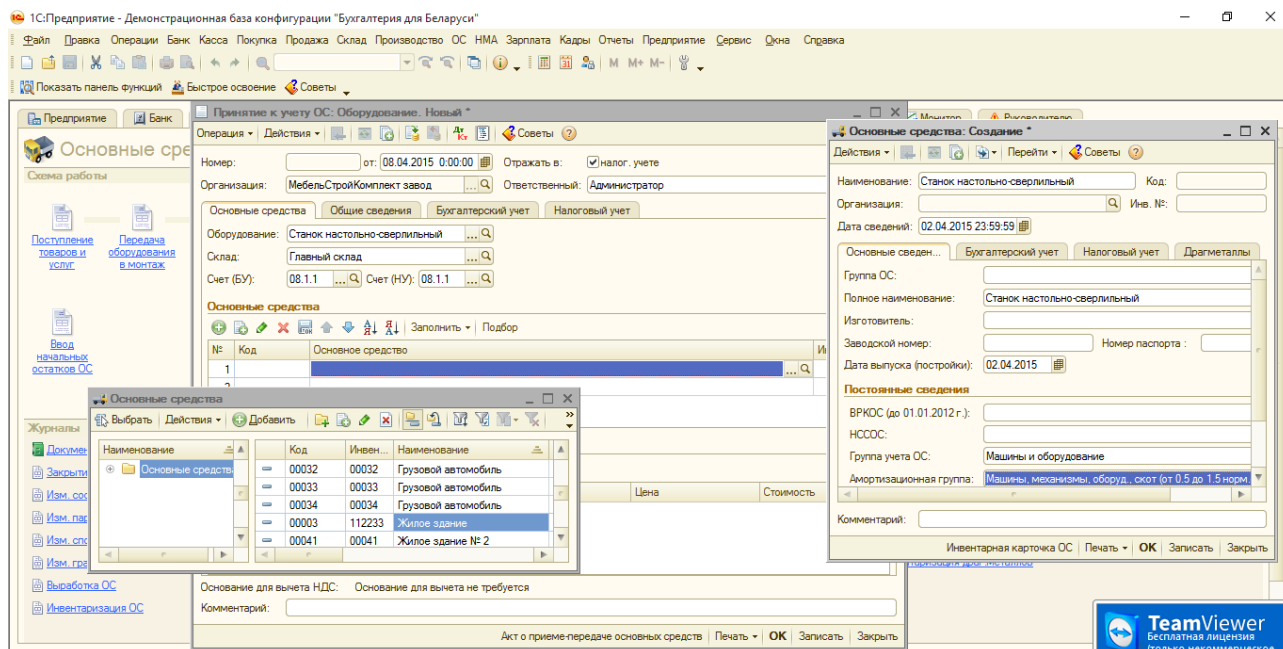 1С:Предприятие - Демонстрационная база конфигурации "Бухгалтерия для Беларуси"
Файл Правка Операции Банк Касса Покупка Продажа Склад Производство ОС НМА Зарплата Кадры Отчеты Предприятие Сервис Окна Справка
M M+ M-
Показать панель функций Быстрое освоение Советы
Предприятие Банк
Монитор Руководителю
Основные сре
Схема работы
Поступление товаров и услуг
Передача оборудования в монтаж
Ввод начальных остатков ОС
Журналы
Докумен
Закрыти
Изм. сос
Изм. пар
Изм. спо
Изм. гра
Выработка ОС
Инвентаризация ОС
Принятие к учету ОС: Оборудование. Новый *
Операция Действия Дт Кт Советы
Номер: от: 08.04.2015 0:00:00 Отражать в: налог. учете
Организация: МебельСтройКомплект завод Ответственный: Администратор
Основные средства Общие сведения Бухгалтерский учет Налоговый учет
Оборудование: Станок настольно-сверлильный
Склад: Главный склад
Счет (БУ): 08.1.1 Счет (НУ): 08.1.1
Основные средства
Заполнить Подбор
№ Код Основное средство И
1
2
Цена Стоимость
Основание для вычета НДС: Основание для вычета не требуется
Комментарий:
Акт о приеме-передаче основных средств Печать OK Записать Закрыть
Основные средства
Выбрать Действия Добавить
Наименование
Основные средств
Код Инвен... Наименование
00032 00032 Грузовой автомобиль
00033 00033 Грузовой автомобиль
00034 00034 Грузовой автомобиль
00003 112233 Жилое здание
00041 00041 Жилое здание № 2
Основные средства: Создание *
Действия Перейти Советы
Наименование: Станок настольно-сверлильный Код:
Организация: Инв. №:
Дата сведений: 02.04.2015 23:59:59
Основные сведен... Бухгалтерский учет Налоговый учет Драгметаллы
Группа ОС:
Полное наименование: Станок настольно-сверлильный
Изготовитель:
Заводской номер: Номер паспорта :
Дата выпуска (постройки): 02.04.2015
Постоянные сведения
ВРКОС (до 01.01.2012 г.):
НССОС:
Группа учета ОС: Машины и оборудование
Амортизационная группа: Машины, механизмы, оборуд., скот (от 0.5 до 1.5 норм.
Комментарий:
Инвентарная карточка ОС Печать OK Записать Закрыть
TeamViewer
Бесплатная лицензия
(только некоммерческое